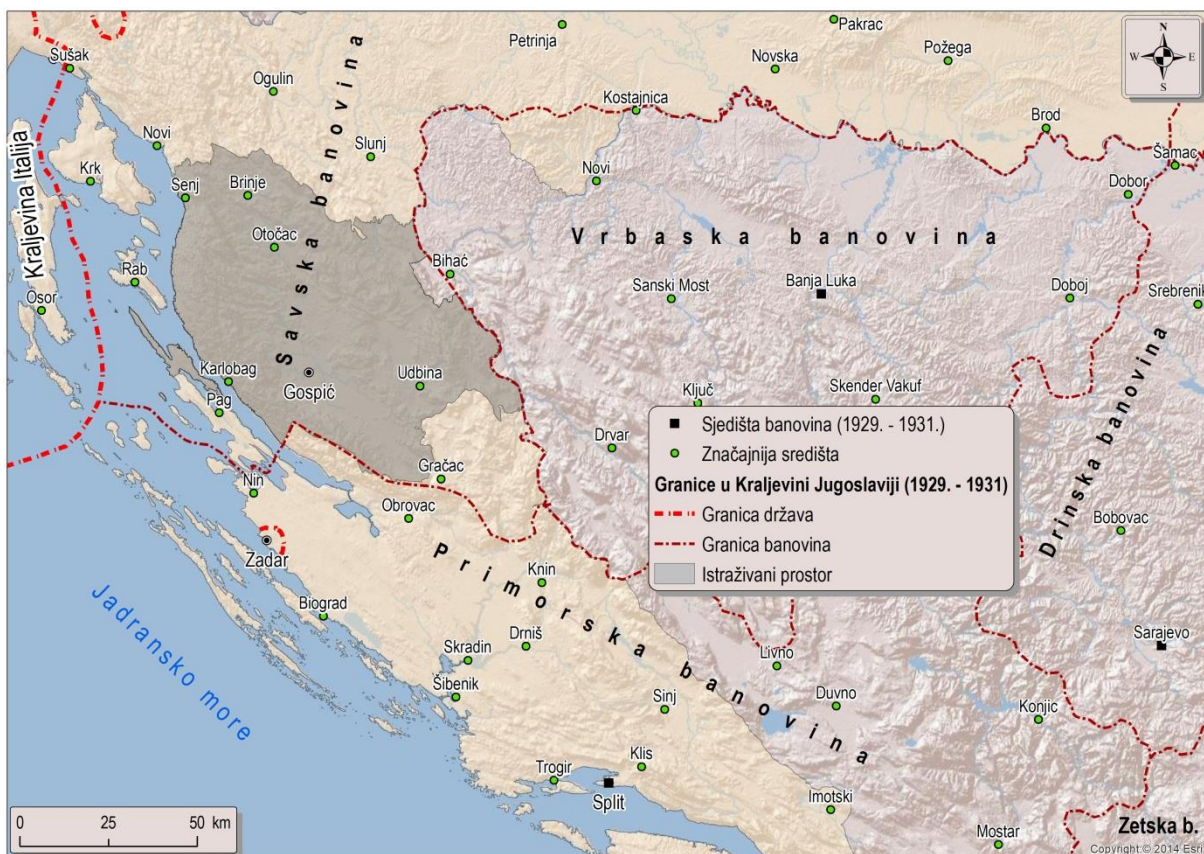 Sušak
Petrinja
Pakrac
Novska
Požega
N
W E
S
Ogulin
Kostajnica
Brod
Novi
Slunj
Šamac
Krk
Novi
Senj
Brinje
Dobor
Kraljevina Italija
Savska banovina
Otočac
Vrbaska banovina
Bihać
Rab
Sanski Most
Banja Luka
Doboj
Osor
Srebrenik
Karlobag
Gospić
Udbina
Pag
Ključ
Skender Vakuf
Drvar
Gračac
Nin
Obrovac
Sjedišta banovina (1929. - 1931.)
Značajnija središta
Granice u Kraljevini Jugoslaviji (1929. - 1931)
Granica država
Granica banovina
Istraživani prostor
Drinska banovina
Bobovac
Zadar
Primorska banovina
Knin
Biograd
Jadransko more
Drniš
Skradin
Sarajevo
Livno
Šibenik
Duvno
Sinj
Konjic
Klis
Trogir
Split
Imotski
0 25 50 km
Mostar
Zetska b.
Copyright:© 2014 Esri